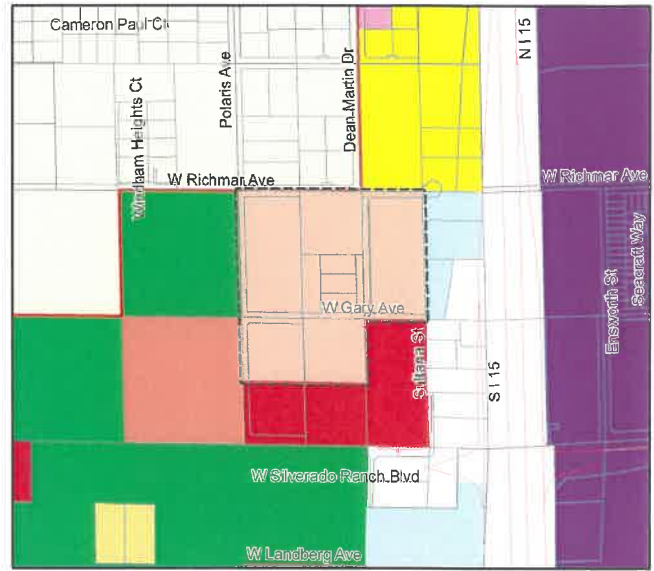 Cameron Paul Ct
Windham Heights Ct
Polaris Ave
Dean Martin Dr
N I 15
W Richmar Ave
W Richmar Ave
Seacraft Way
Ensworth St
W Gary Ave
Sultana St
S I 15
W Silverado Ranch Blvd
W Landberg Ave